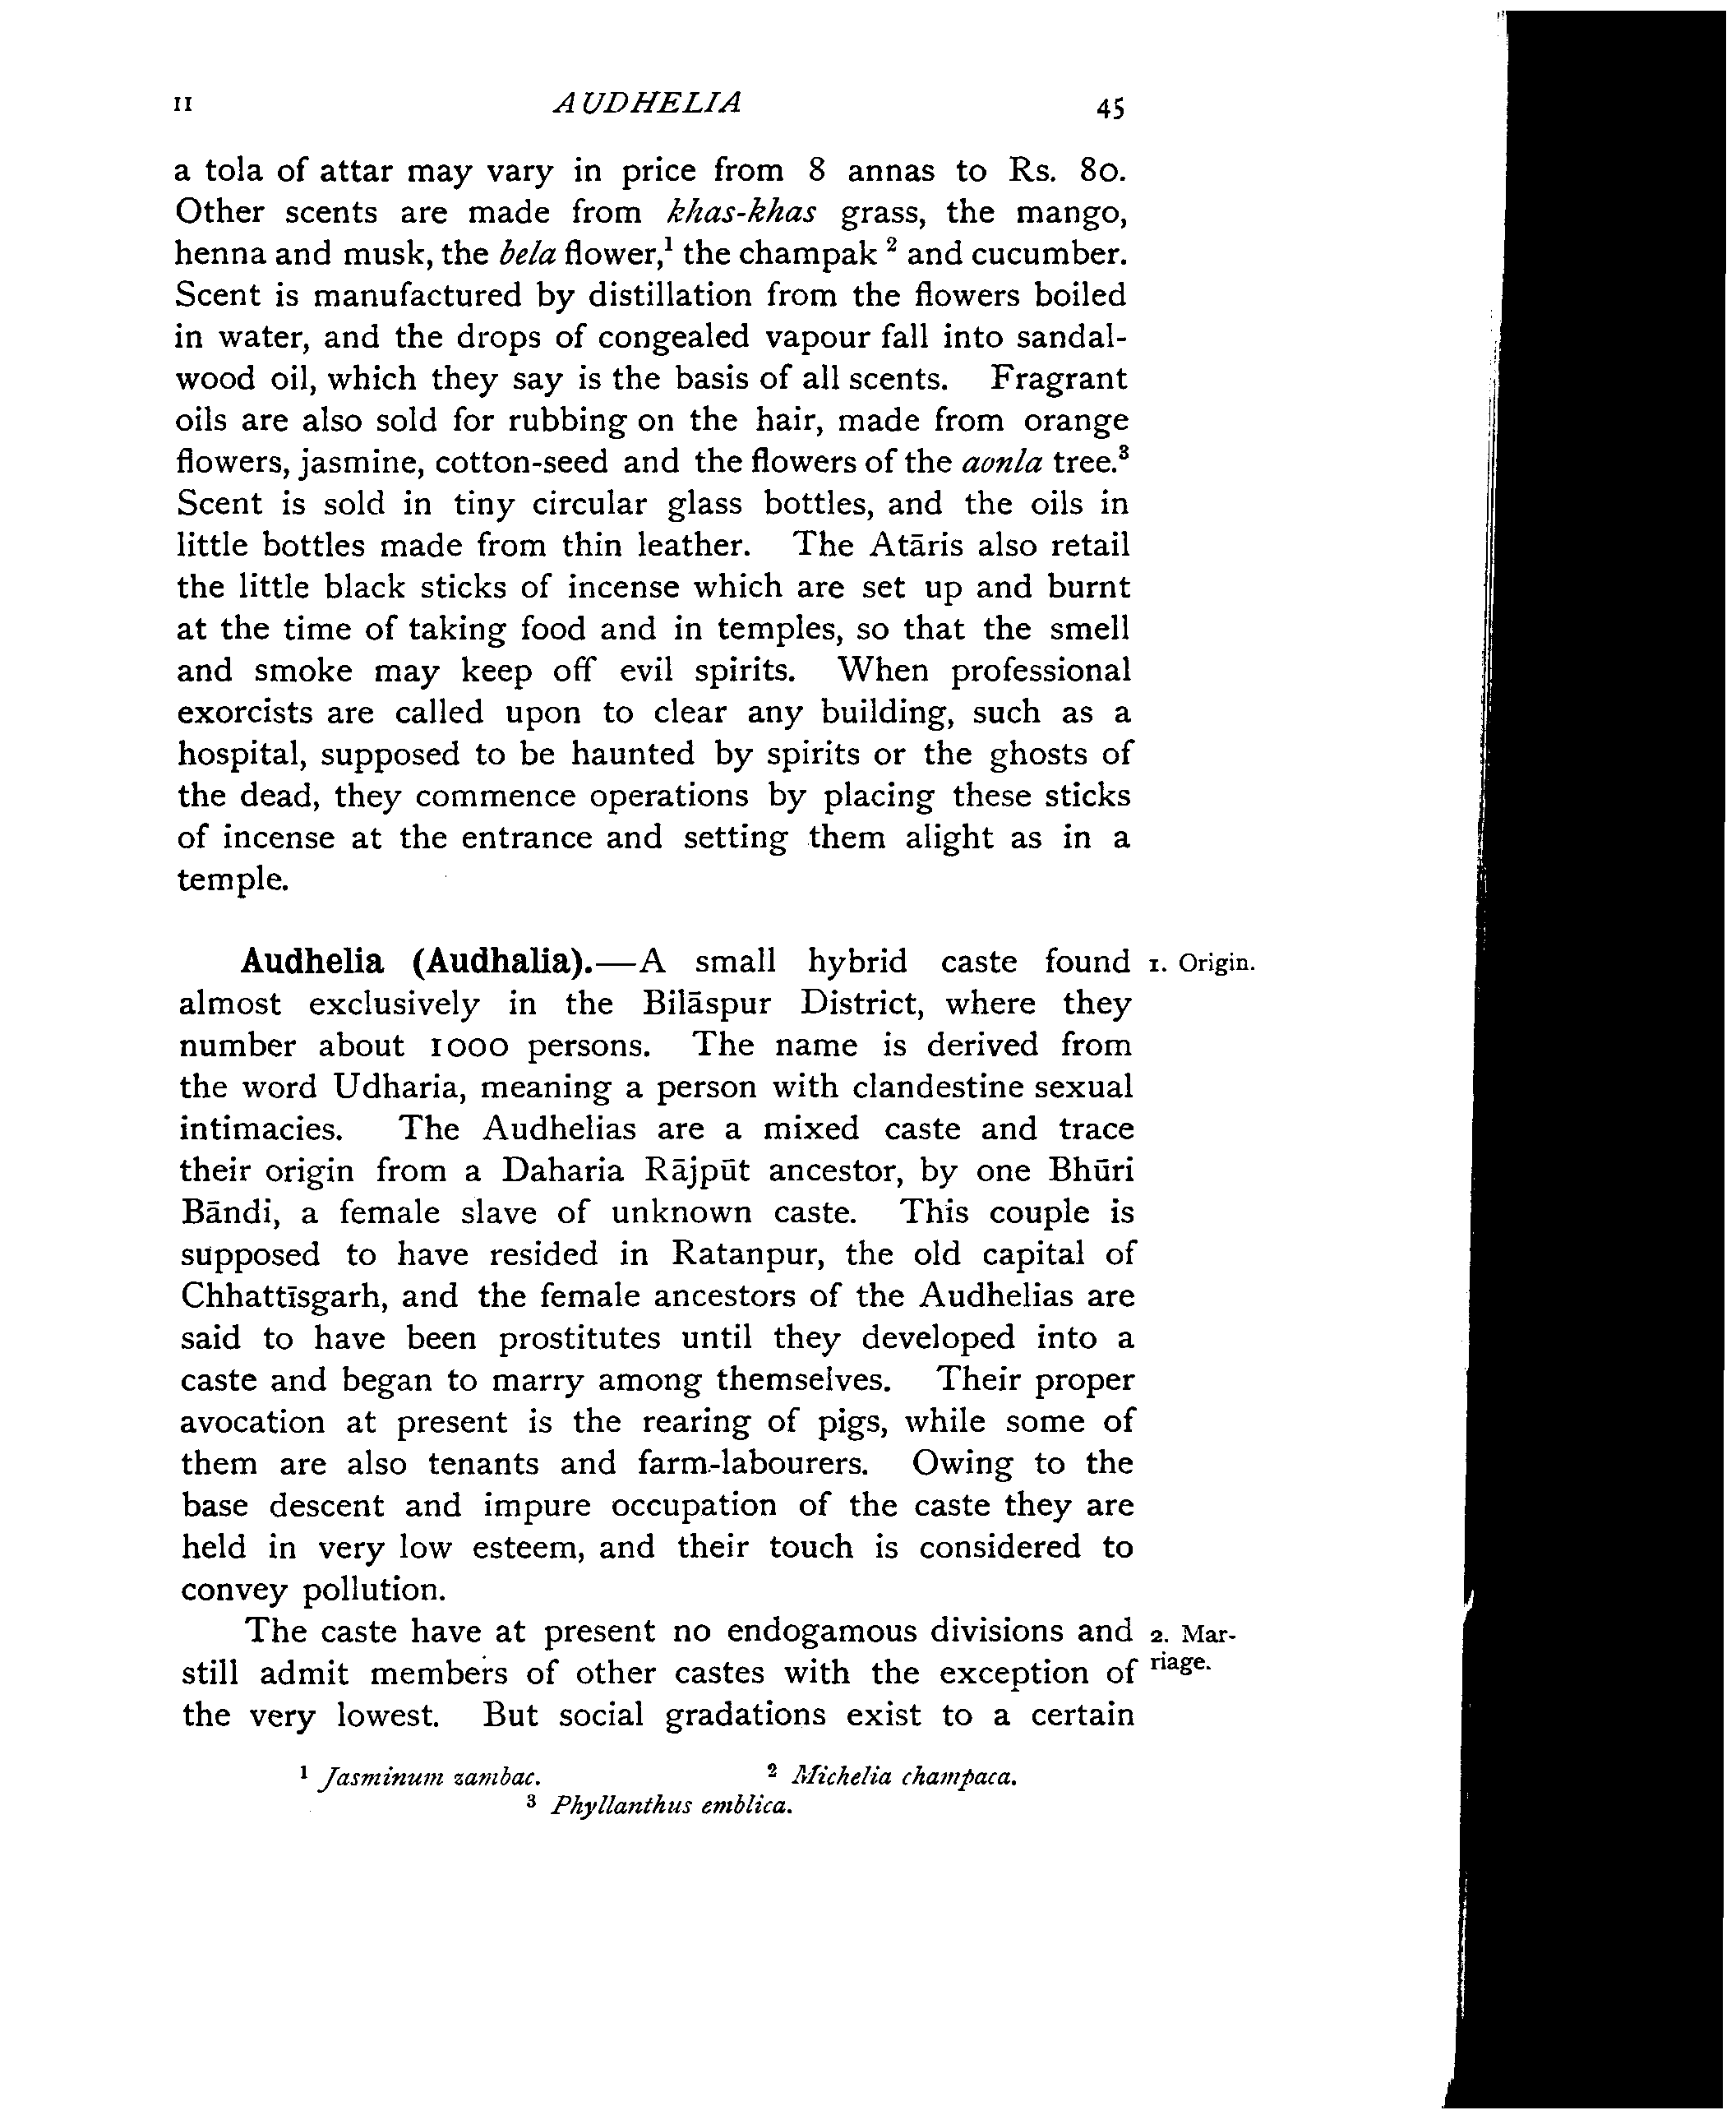 II AUDHELIA 45
a tola of attar may vary in price from 8 annas to Rs. 80.
Other scents are made from khas-khas grass, the mango,
henna and musk, the bela flower,¹ the champak ² and cucumber.
Scent is manufactured by distillation from the flowers boiled
in water, and the drops of congealed vapour fall into sandal-
wood oil, which they say is the basis of all scents. Fragrant
oils are also sold for rubbing on the hair, made from orange
flowers, jasmine, cotton-seed and the flowers of the aonla tree.³
Scent is sold in tiny circular glass bottles, and the oils in
little bottles made from thin leather. The Atāris also retail
the little black sticks of incense which are set up and burnt
at the time of taking food and in temples, so that the smell
and smoke may keep off evil spirits. When professional
exorcists are called upon to clear any building, such as a
hospital, supposed to be haunted by spirits or the ghosts of
the dead, they commence operations by placing these sticks
of incense at the entrance and setting them alight as in a
temple.
Audhelia (Audhalia).—A small hybrid caste found 1. Origin.
almost exclusively in the Bilāspur District, where they
number about 1000 persons. The name is derived from
the word Udharia, meaning a person with clandestine sexual
intimacies. The Audhelias are a mixed caste and trace
their origin from a Daharia Rājpūt ancestor, by one Bhūri
Bāndi, a female slave of unknown caste. This couple is
supposed to have resided in Ratanpur, the old capital of
Chhattīsgarh, and the female ancestors of the Audhelias are
said to have been prostitutes until they developed into a
caste and began to marry among themselves. Their proper
avocation at present is the rearing of pigs, while some of
them are also tenants and farm-labourers. Owing to the
base descent and impure occupation of the caste they are
held in very low esteem, and their touch is considered to
convey pollution.
The caste have at present no endogamous divisions and 2. Mar-
still admit members of other castes with the exception of riage.
the very lowest. But social gradations exist to a certain
¹ Jasminum zambac. ² Michelia champaca.
³ Phyllanthus emblica.